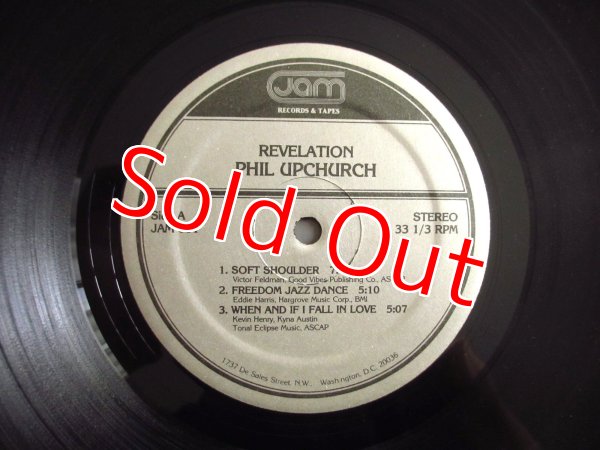 Jam
RECORDS & TAPES
REVELATION
PHIL UPCHURCH
Sold Out
A
JAM
STEREO
33 1/3 RPM
1. SOFT SHOULDER
Victor Feldman, Good Vibes Publishing Co.,
2. FREEDOM JAZZ DANCE 5:10
Eddie Harris, Hargrove Music Corp., BMI
3. WHEN AND IF I FALL IN LOVE 5:07
Kevin Henry, Kyna Austin
Tonal Eclipse Music, ASCAP
1737 De Sales Street, N.W., Washington, D.C. 20036